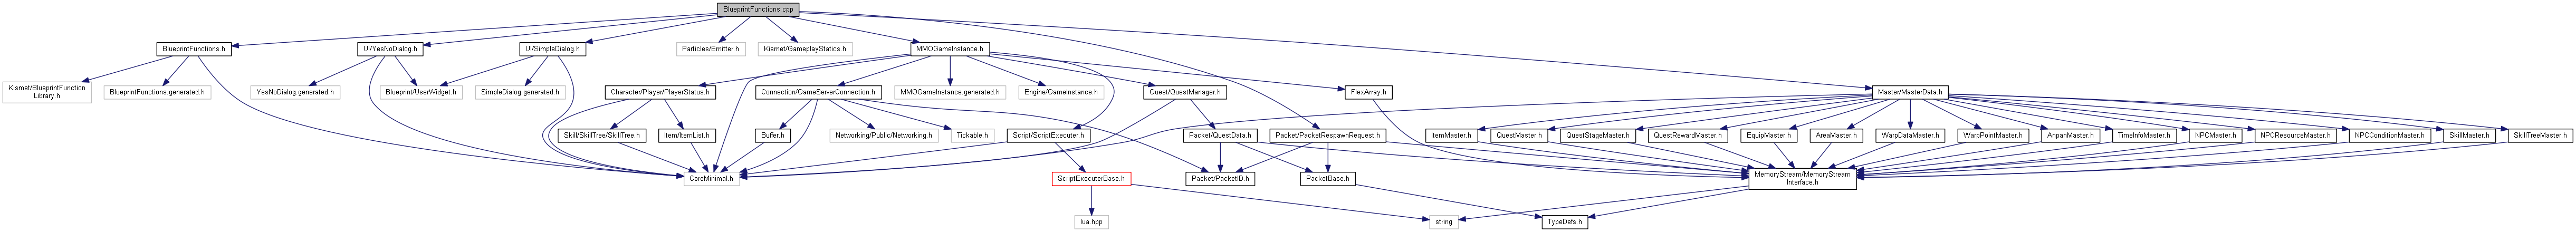 BlueprintFunctions.cpp
BlueprintFunctions.h
UI/YesNoDialog.h
UI/SimpleDialog.h
Particles/Emitter.h
Kismet/GameplayStatics.h
MMOGameInstance.h
Kismet/BlueprintFunction
Library.h
BlueprintFunctions.generated.h
YesNoDialog.generated.h
Blueprint/UserWidget.h
SimpleDialog.generated.h
Character/Player/PlayerStatus.h
Connection/GameServerConnection.h
MMOGameInstance.generated.h
Engine/GameInstance.h
Quest/QuestManager.h
FlexArray.h
Master/MasterData.h
Skill/SkillTree/SkillTree.h
Item/ItemList.h
Buffer.h
Networking/Public/Networking.h
Tickable.h
Script/ScriptExecuter.h
Packet/QuestData.h
Packet/PacketRespawnRequest.h
ItemMaster.h
QuestMaster.h
QuestStageMaster.h
QuestRewardMaster.h
EquipMaster.h
AreaMaster.h
WarpDataMaster.h
WarpPointMaster.h
AnpanMaster.h
TimeInfoMaster.h
NPCMaster.h
NPCResourceMaster.h
NPCConditionMaster.h
SkillMaster.h
SkillTreeMaster.h
CoreMinimal.h
ScriptExecuterBase.h
Packet/PacketID.h
PacketBase.h
MemoryStream/MemoryStream
Interface.h
lua.hpp
string
TypeDefs.h